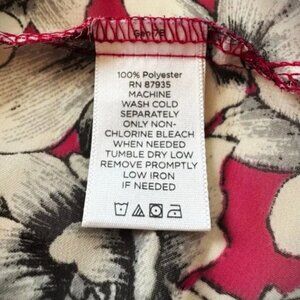 100% Polyester
RN 87935
MACHINE
WASH COLD
SEPARATELY
ONLY NON-
CHLORINE BLEACH
WHEN NEEDED
TUMBLE DRY LOW
REMOVE PROMPTLY
LOW IRON
IF NEEDED